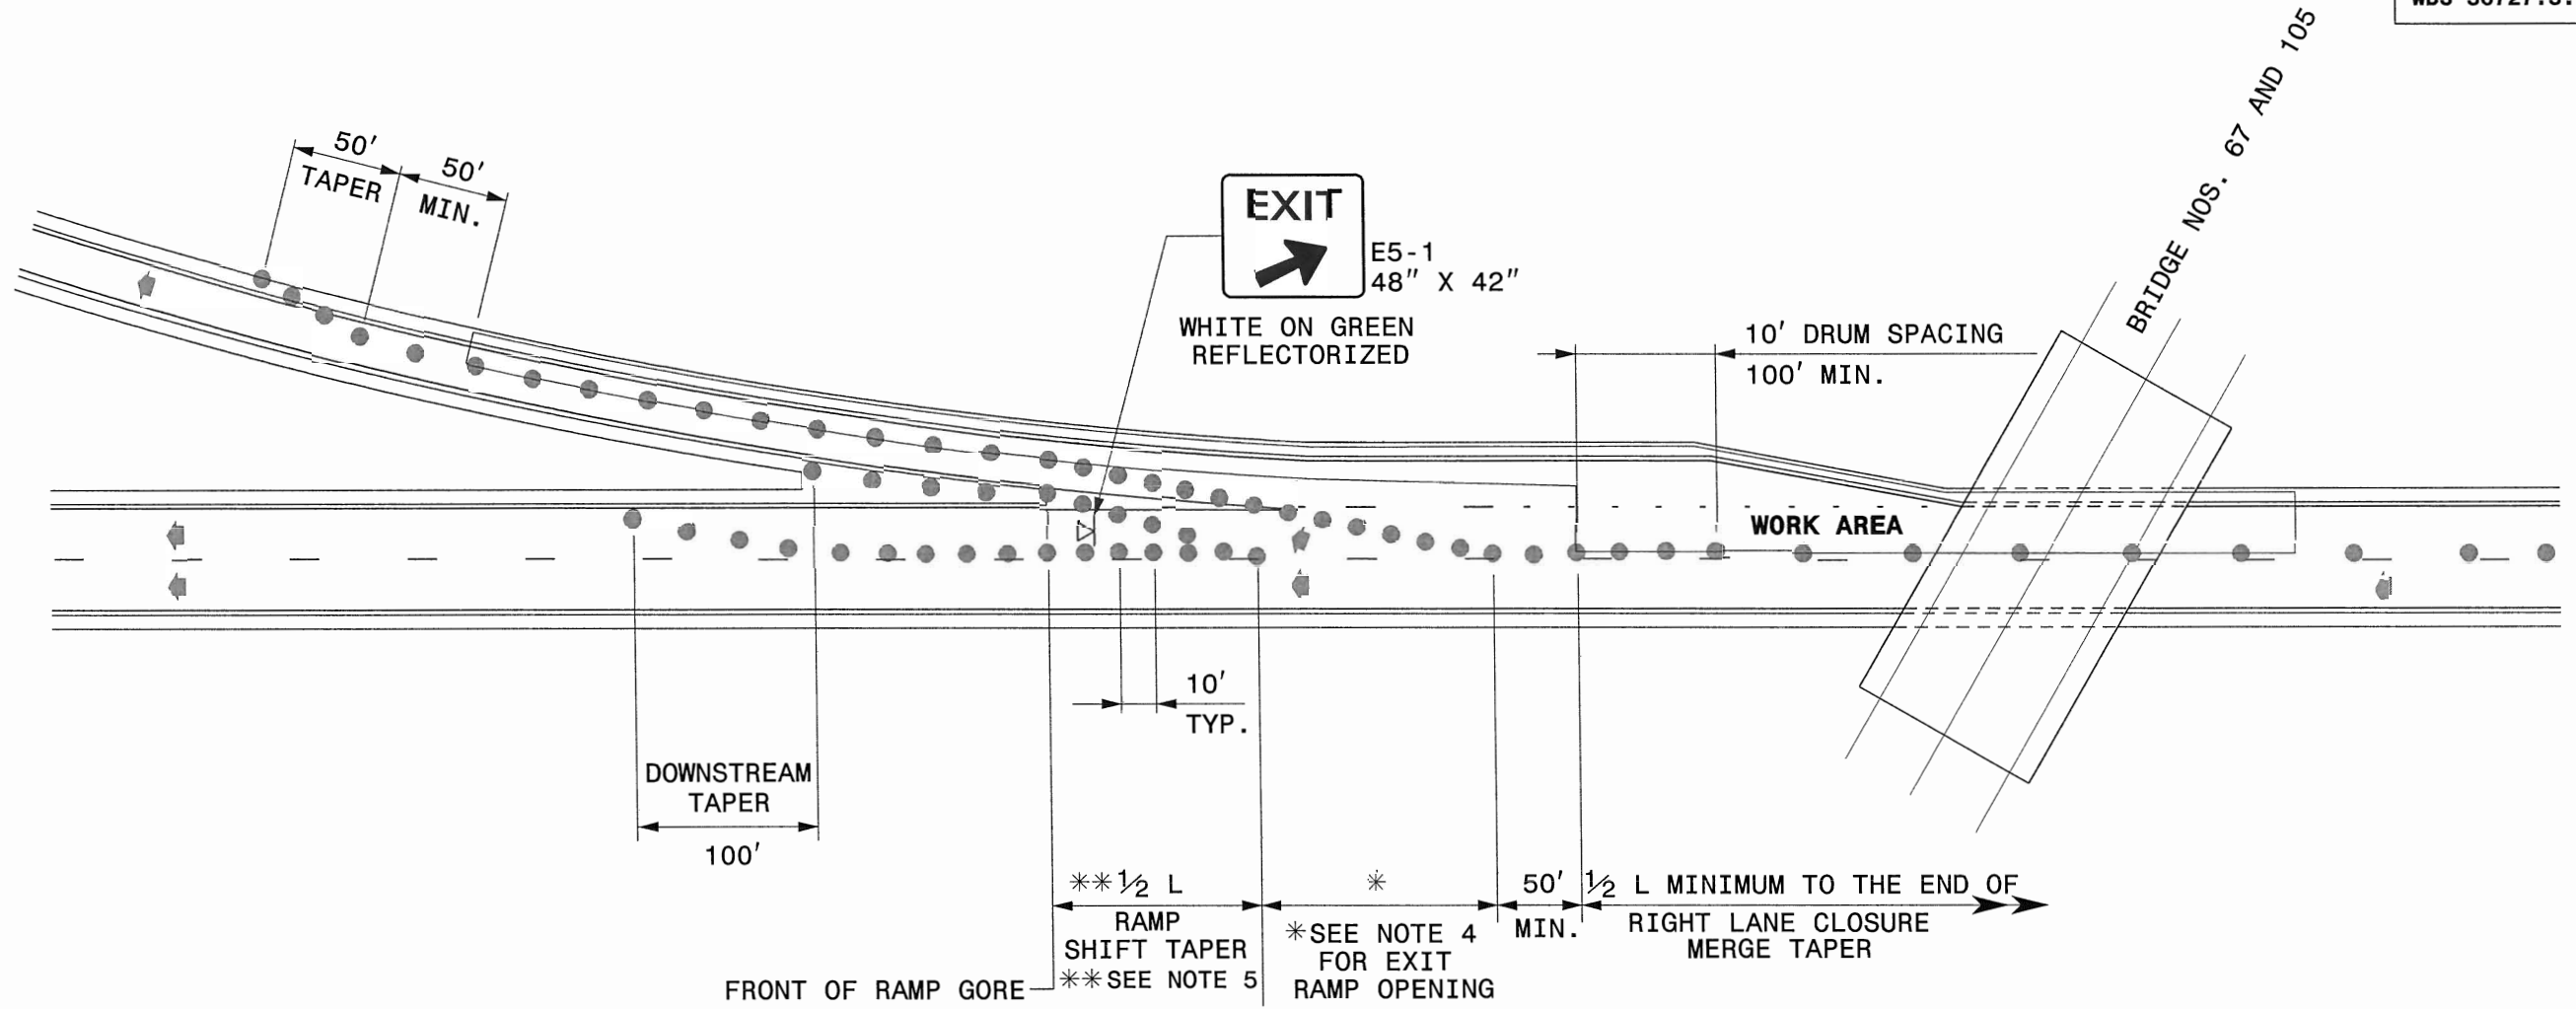 50' TAPER
50' MIN.
EXIT
E5-1
48" X 42"
WHITE ON GREEN
REFLECTORIZED
10' DRUM SPACING
100' MIN.
BRIDGE NOS. 67 AND 105
WORK AREA
10'
TYP.
DOWNSTREAM
TAPER
100'
**½ L
RAMP
SHIFT TAPER
**SEE NOTE 5
FRONT OF RAMP GORE
*
*SEE NOTE 4
FOR EXIT
RAMP OPENING
50'
MIN.
½ L MINIMUM TO THE END OF
RIGHT LANE CLOSURE
MERGE TAPER